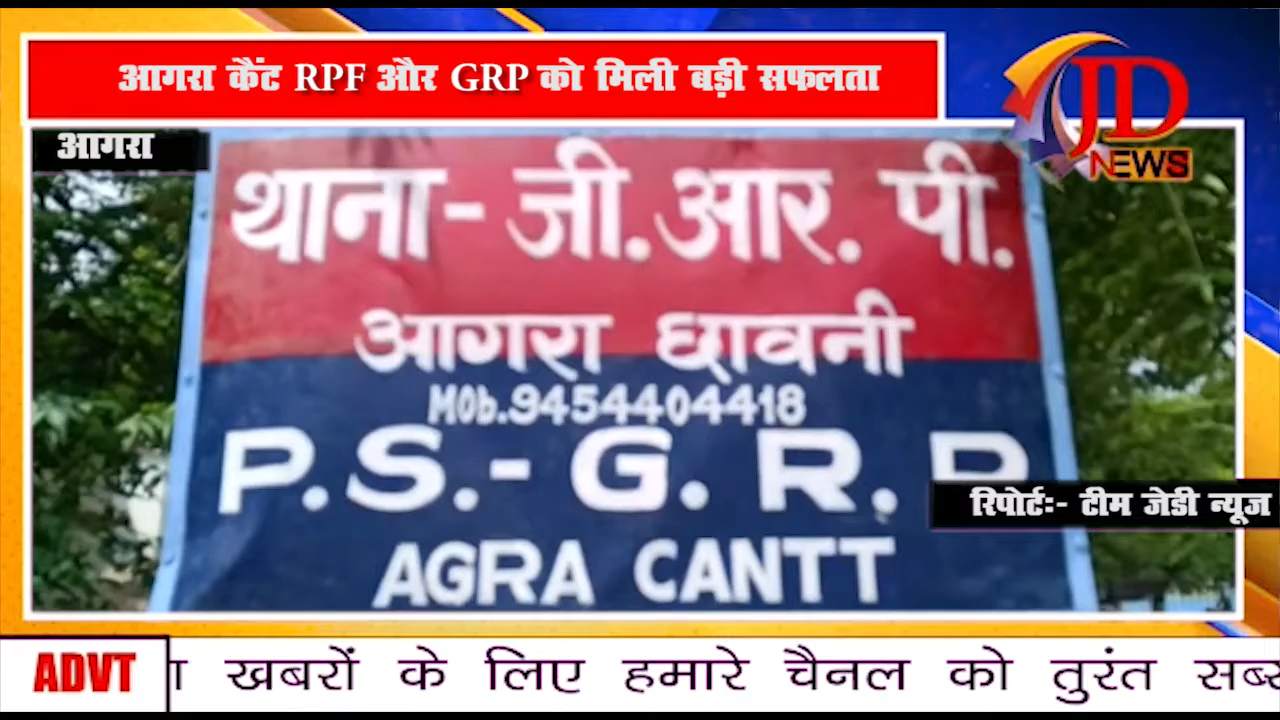 आगरा कैंट RPF और GRP को मिली बड़ी सफलता
JD
NEWS
आगरा
थाना - जी. आर. पी.
आगरा छावनी
MOb.9454404418
P.S.- G. R. P
AGRA CANTT
रिपोर्टः- टीम जेडी न्यूज
ADVT
खबरों के लिए हमारे चैनल को तुरंत